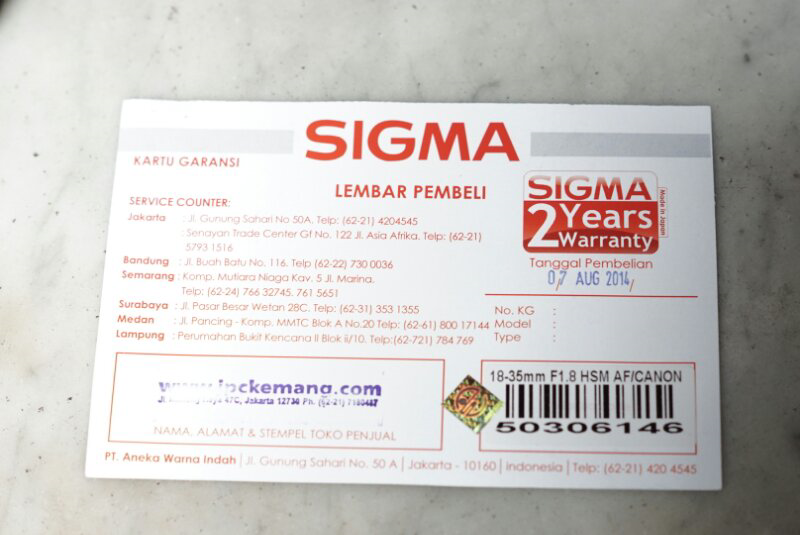 SIGMA
KARTU GARANSI
LEMBAR PEMBELI
SERVICE COUNTER:
Jakarta : Jl. Gunung Sahari No 50A, Telp: (62-21) 4204545
: Senayan Trade Center Gf No. 122 Jl. Asia Afrika, Telp: (62-21)
5793 1516
Bandung : Jl. Buah Batu No. 116. Telp (62-22) 730 0036
Semarang : Komp. Mutiara Niaga Kav. 5 Jl. Marina,
Telp: (62-24) 766 32745. 761 5651
Surabaya : Jl. Pasar Besar Wetan 28C, Telp: (62-31) 353 1355
Medan : Jl. Pancing - Komp. MMTC Blok A No.20 Telp: (62-61) 800 17144
Lampung : Perumahan Bukit Kencana II Blok ii/10. Telp:(62-721) 784 769
SIGMA
2 Years
Warranty
Made in Japan
Tanggal Pembelian
07 AUG 2014
No. KG :
Model :
Type :
www.jpckemang.com
47C, Jakarta 12730 Ph. (62-21)
NAMA, ALAMAT & STEMPEL TOKO PENJUAL
18-35mm F1.8 HSM AF/CANON
50306146
PT. Aneka Warna Indah | Jl. Gunung Sahari No. 50 A | Jakarta - 10160 | Indonesia | Telp: (62-21) 420 4545